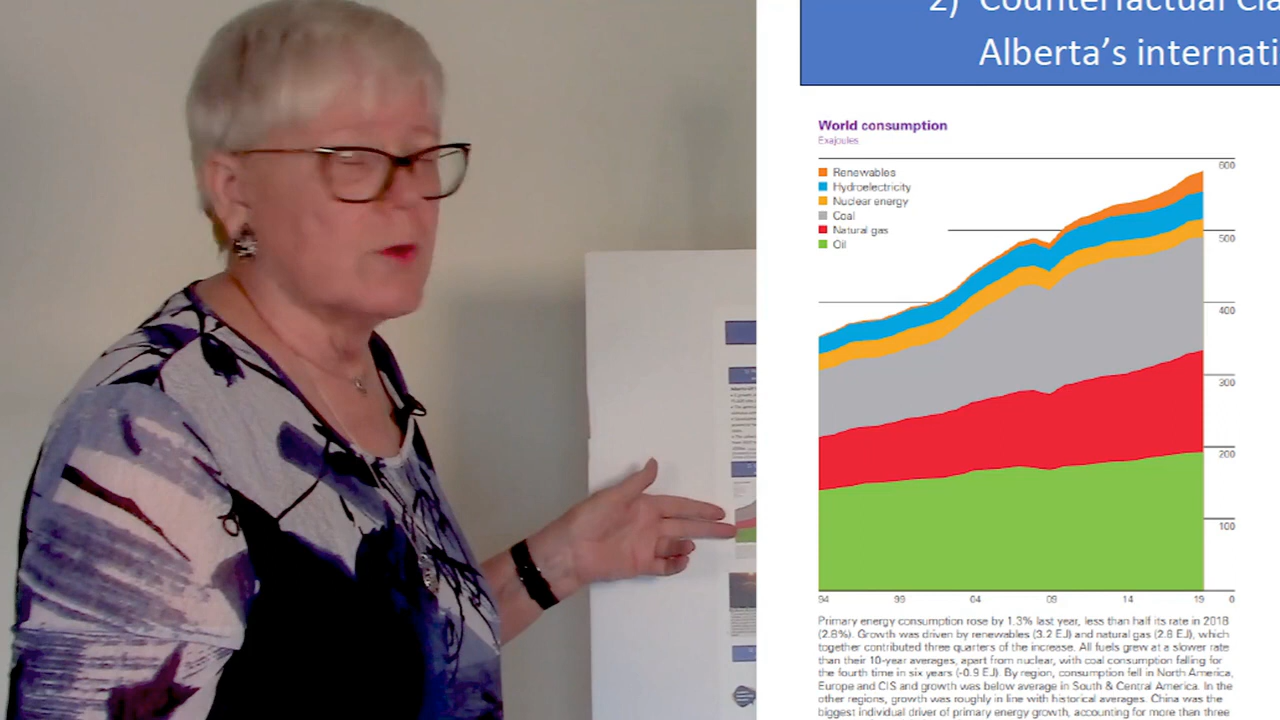 2) Counterfactual Cla
Alberta's internati
World consumption
Exajoules
Renewables
Hydroelectricity
Nuclear energy
Coal
Natural gas
Oil
600
500
400
300
200
100
0
94 99 04 09 14 19
Primary energy consumption rose by 1.3% last year, less than half its rate in 2018
(2.8%). Growth was driven by renewables (3.2 EJ) and natural gas (2.8 EJ), which
together contributed three quarters of the increase. All fuels grew at a slower rate
than their 10-year averages, apart from nuclear, with coal consumption falling for
the fourth time in six years (-0.9 EJ). By region, consumption fell in North America,
Europe and CIS and growth was below average in South & Central America. In the
other regions, growth was roughly in line with historical averages. China was the
biggest individual driver of primary energy growth, accounting for more than three